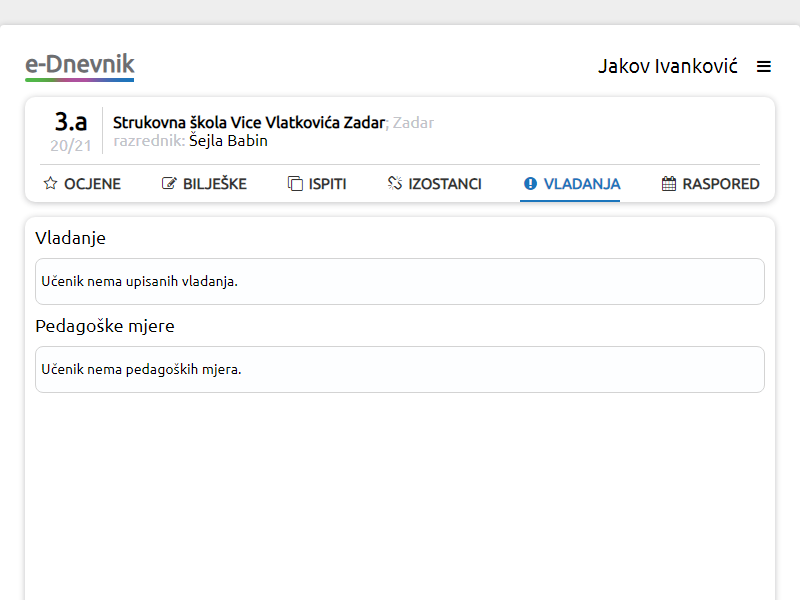 e-Dnevnik
Jakov Ivanković
3.a
20/21
Strukovna škola Vice Vlatkovića Zadar; Zadar
razrednik: Šejla Babin
OCJENE BILJEŠKE ISPITI IZOSTANCI VLADANJA RASPORED
Vladanje
Učenik nema upisanih vladanja.
Pedagoške mjere
Učenik nema pedagoških mjera.